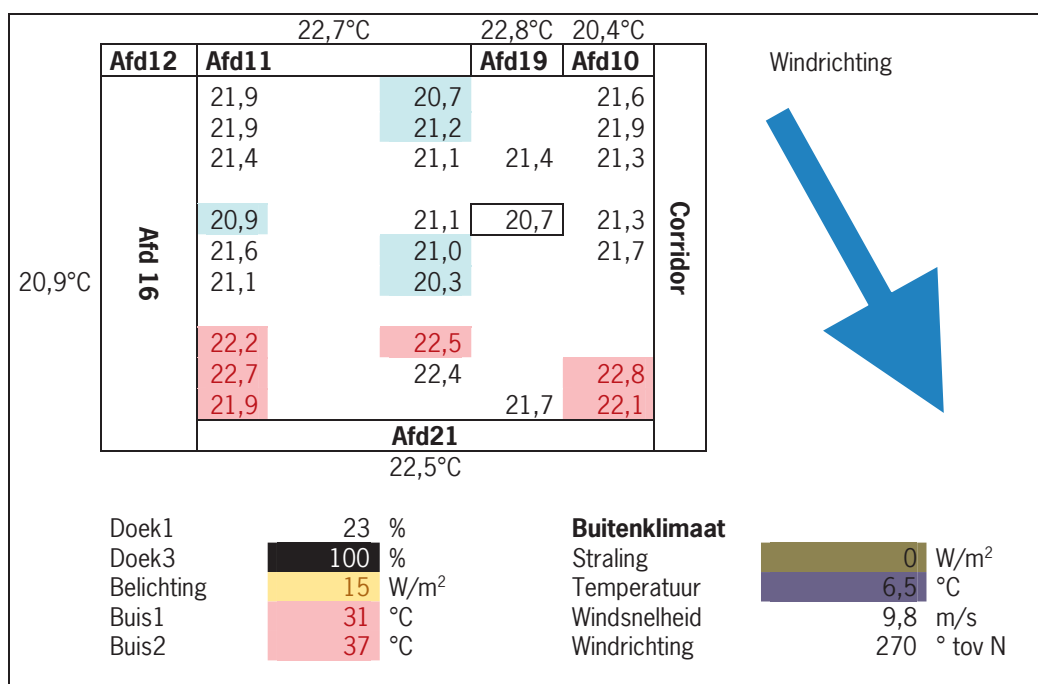 22,7°C 22,8°C 20,4°C
Afd12 Afd11 Afd19 Afd10 Windrichting
21,9 20,7 21,6
21,9 21,2 21,9
21,4 21,1 21,4 21,3
20,9 21,1 20,7 21,3
21,6 21,0 21,7
20,9°C Afd 16 21,1 20,3 Corridor
22,2 22,5
22,7 22,4 22,8
21,9 21,7 22,1
Afd21
22,5°C
Doek1 23 % Buitenklimaat
Doek3 100 % Straling 0 W/m²
Belichting 15 W/m² Temperatuur 6,5 °C
Buis1 31 °C Windsnelheid 9,8 m/s
Buis2 37 °C Windrichting 270 ° tov N